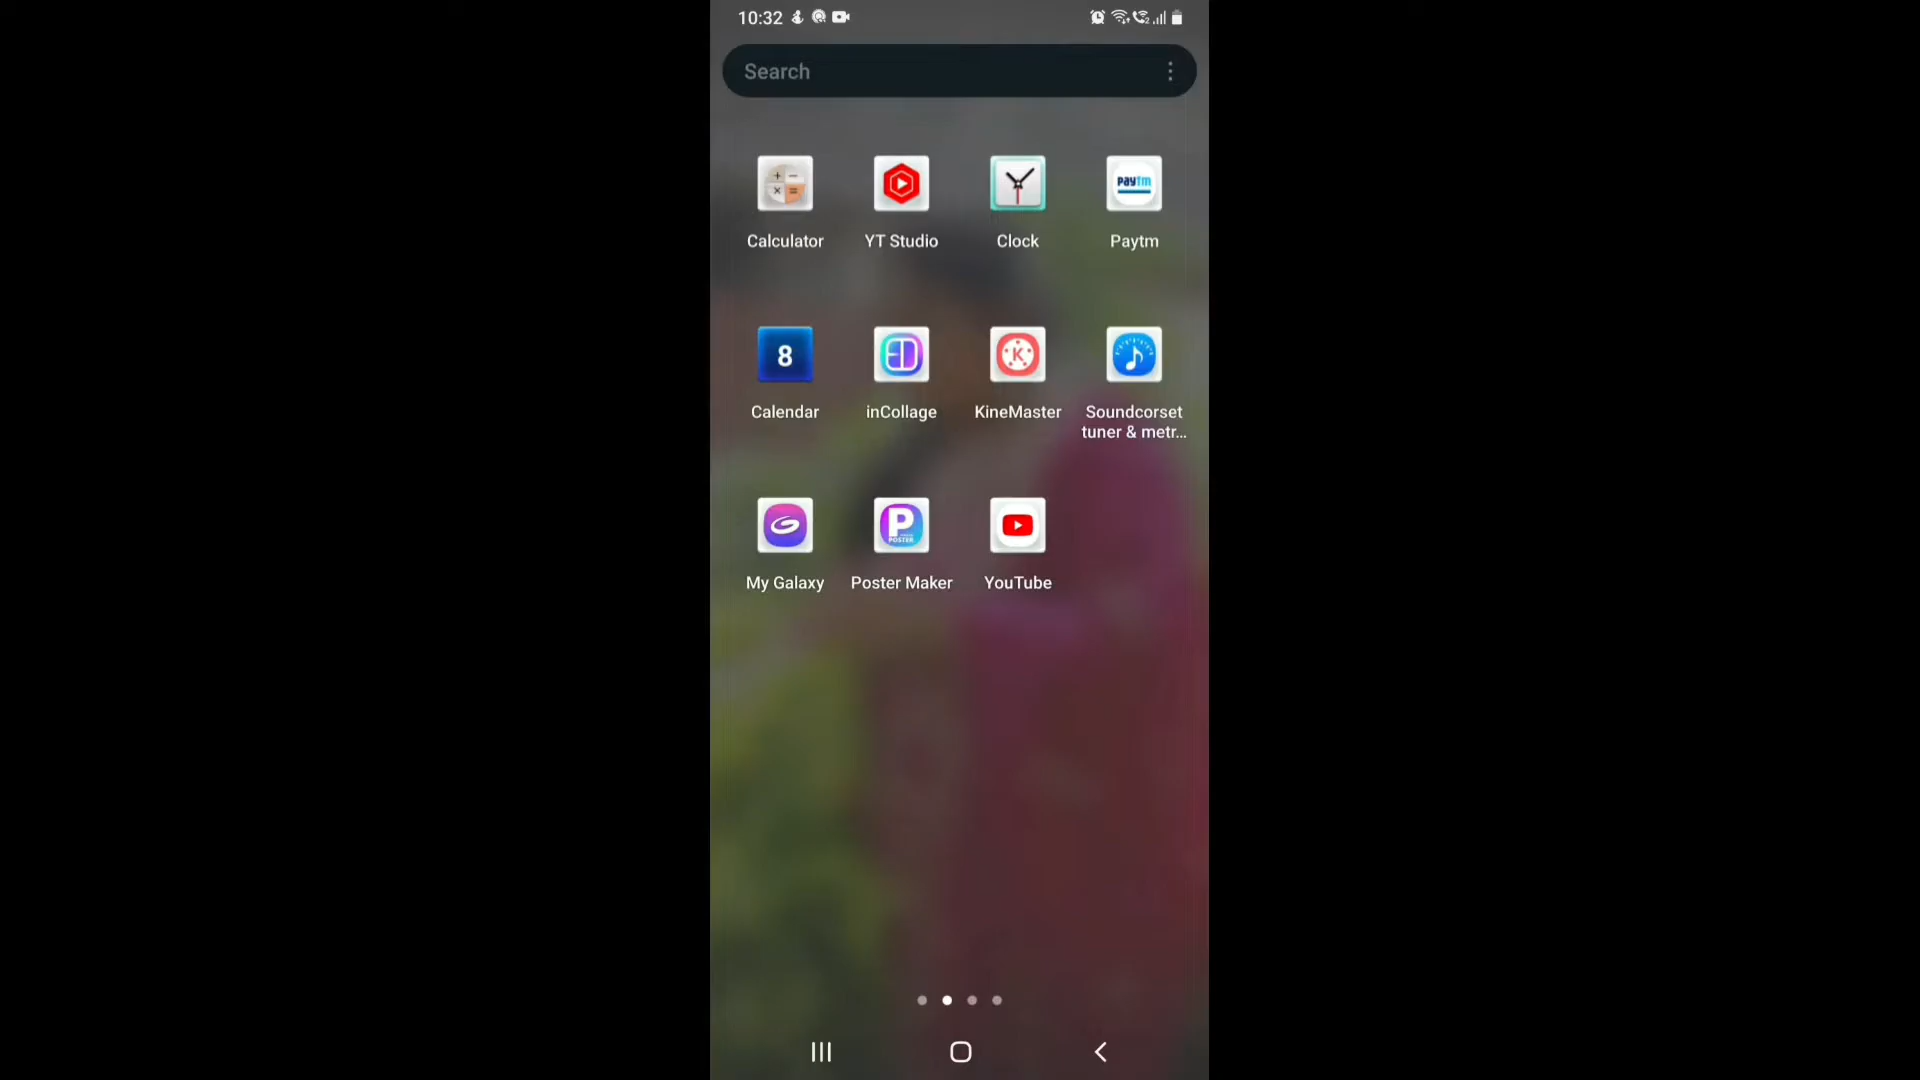 10:32
Search
Calculator YT Studio Clock Paytm
8
Calendar inCollage KineMaster Soundcorset
tuner & metr...
P
POSTER
My Galaxy Poster Maker YouTube